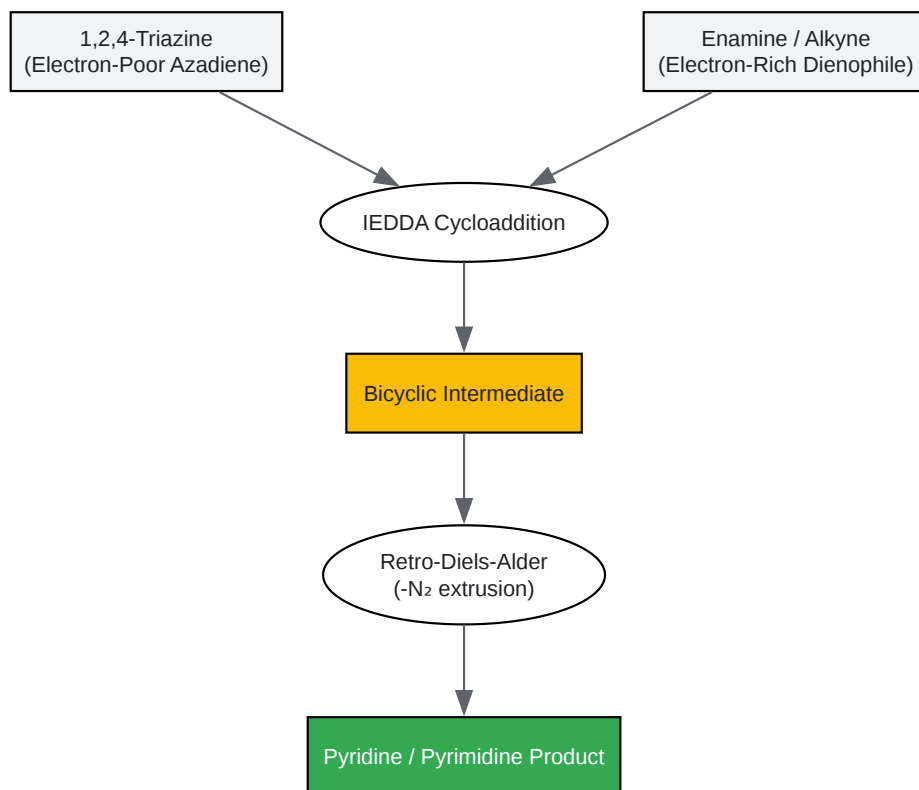 1,2,4-Triazine
(Electron-Poor Azadiene)
Enamine / Alkyne
(Electron-Rich Dienophile)
IEDDA Cycloaddition
Bicyclic Intermediate
Retro-Diels-Alder
(-N₂ extrusion)
Pyridine / Pyrimidine Product